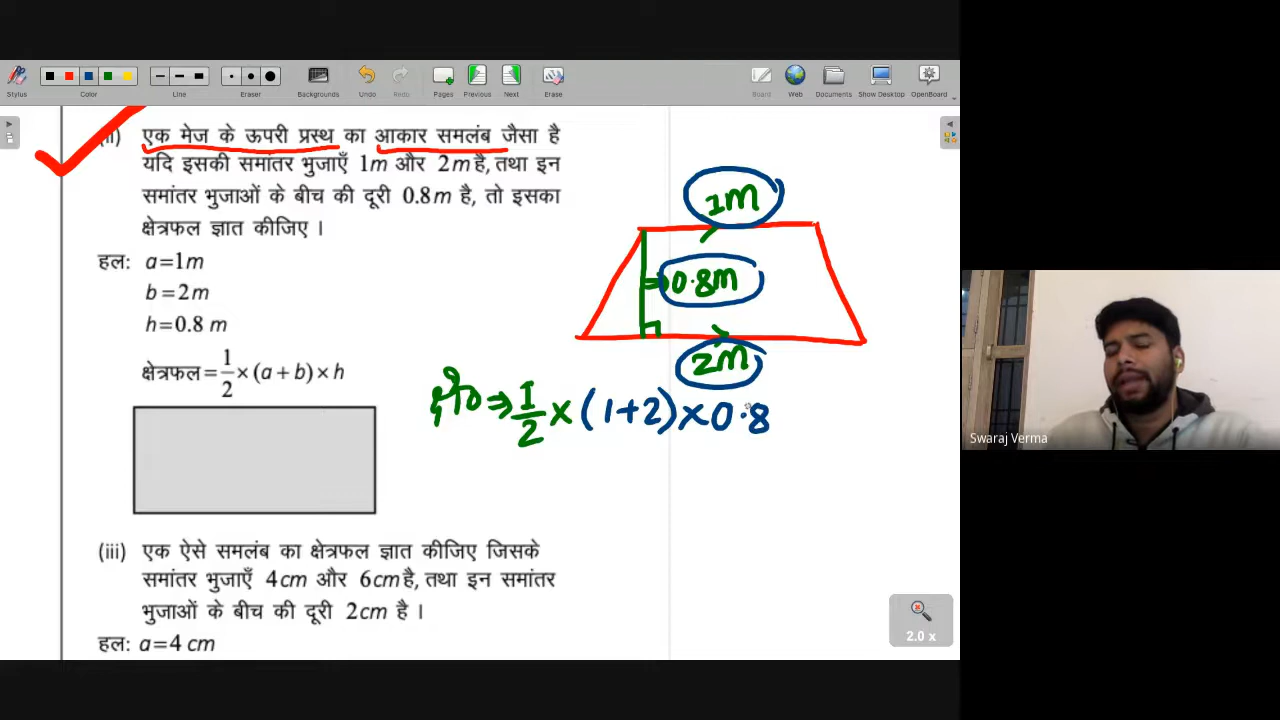 Stylus
Color
Line
Eraser
Backgrounds
Undo
Redo
Pages
Previous
Next
Erase
Board
Web
Documents
Show Desktop
OpenBoard
(ii) एक मेज के ऊपरी प्रस्थ का आकार समलंब जैसा है
यदि इसकी समांतर भुजाएँ 1m और 2m है, तथा इन
समांतर भुजाओं के बीच की दूरी 0.8m है, तो इसका
क्षेत्रफल ज्ञात कीजिए ।
हल: a=1m
b=2m
h=0.8 m
क्षेत्रफल = 1/2 × (a + b) × h
1m
0.8m
2m
क्षे० ⇒ 1/2 × (1+2) × 0.8
(iii) एक ऐसे समलंब का क्षेत्रफल ज्ञात कीजिए जिसके
समांतर भुजाएँ 4cm और 6cm है, तथा इन समांतर
भुजाओं के बीच की दूरी 2cm है ।
हल: a=4 cm
2.0 x
Swaraj Verma